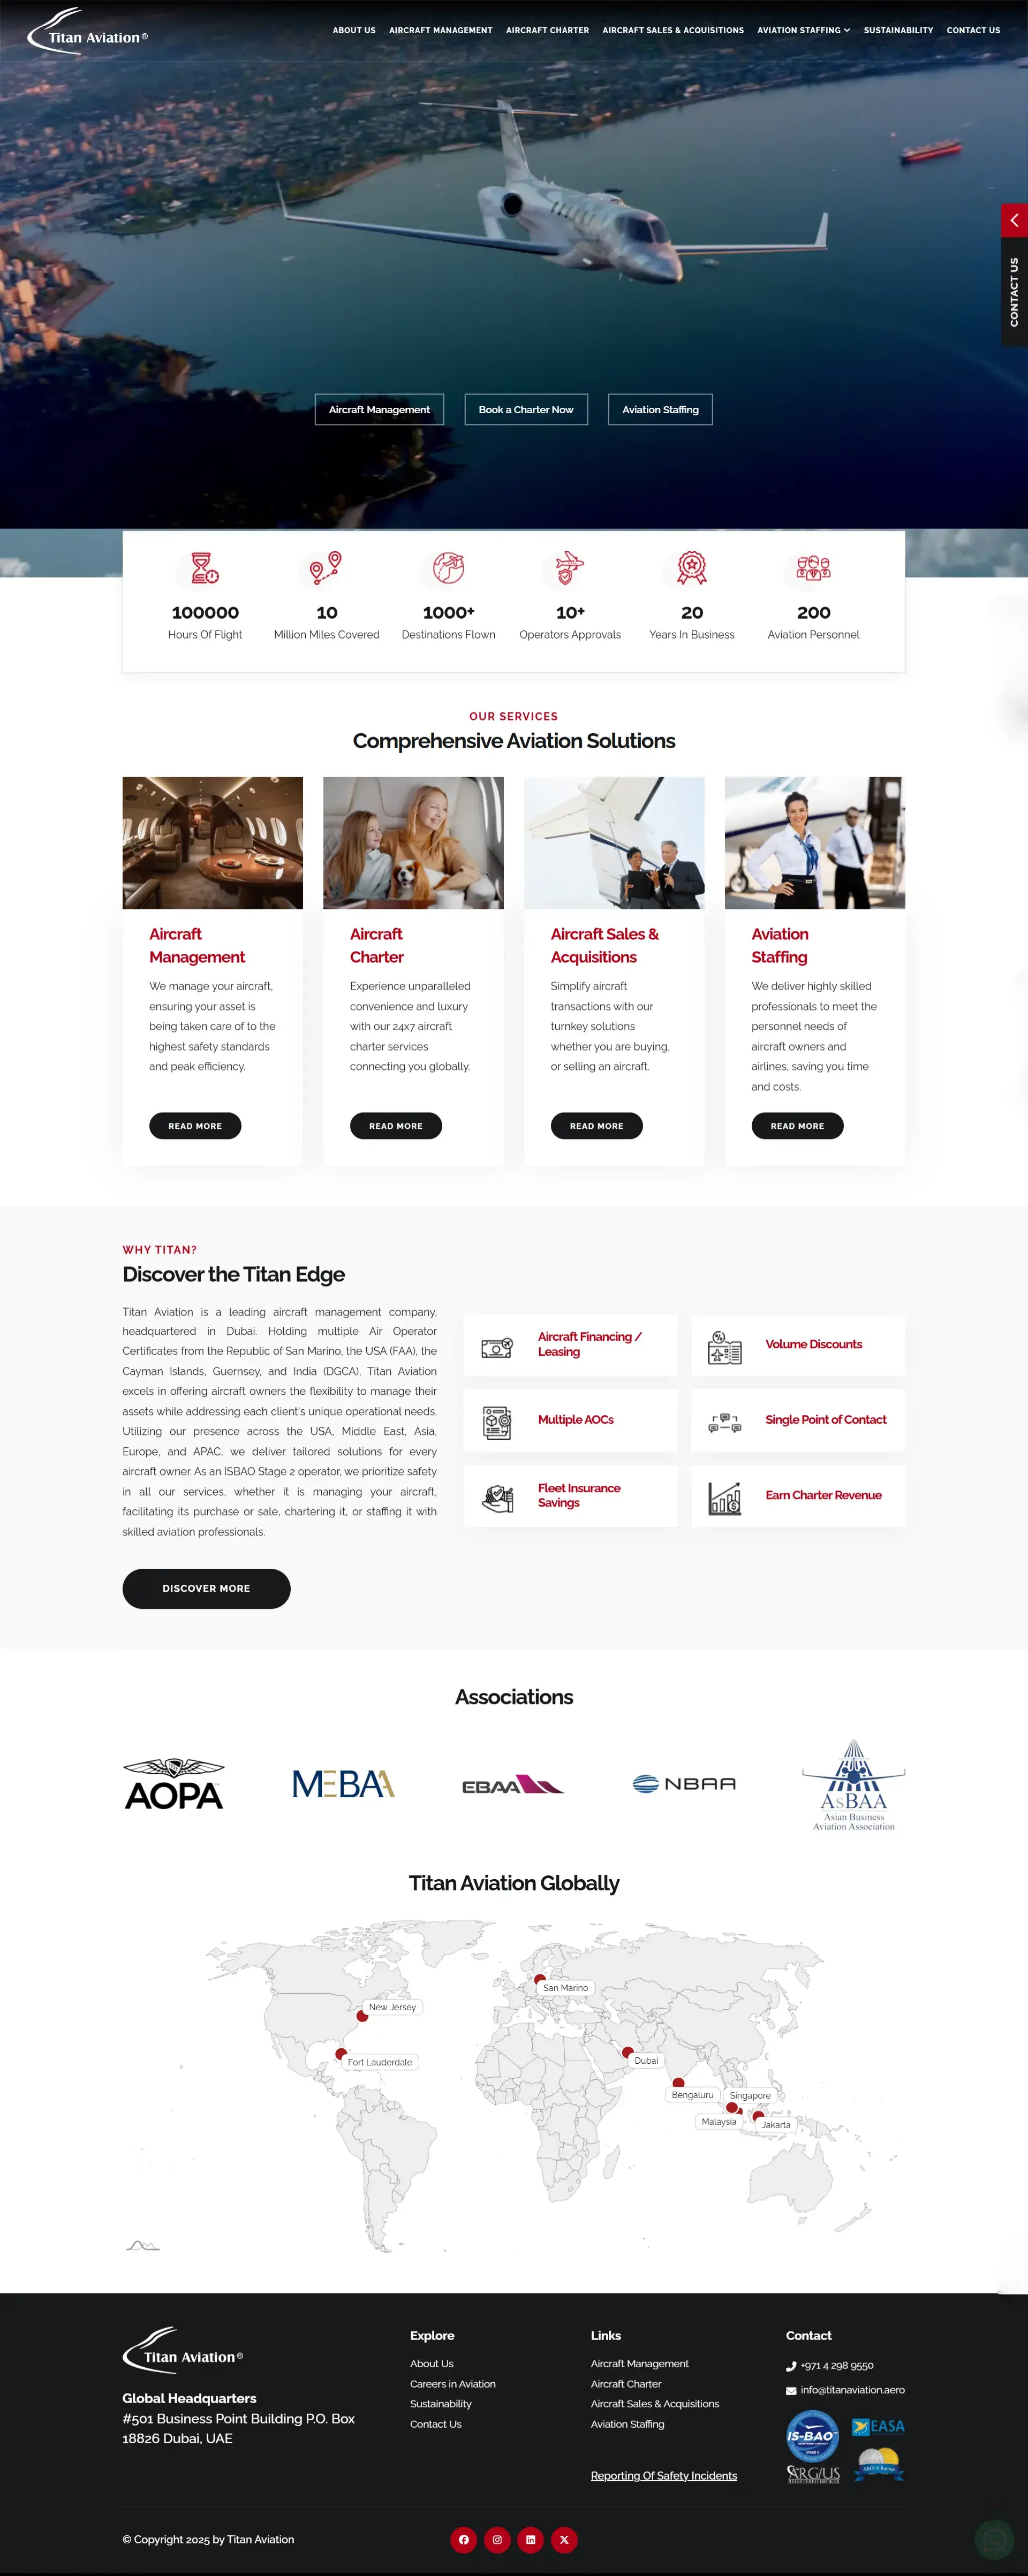 Titan Aviation®
ABOUT US
AIRCRAFT MANAGEMENT
AIRCRAFT CHARTER
AIRCRAFT SALES & ACQUISITIONS
AVIATION STAFFING
SUSTAINABILITY
CONTACT US
CONTACT US
Aircraft Management
Book a Charter Now
Aviation Staffing
100000
Hours Of Flight
10
Million Miles Covered
1000+
Destinations Flown
10+
Operators Approvals
20
Years In Business
200
Aviation Personnel
OUR SERVICES
Comprehensive Aviation Solutions
Aircraft
Management
We manage your aircraft,
ensuring your asset is
being taken care of to the
highest safety standards
and peak efficiency.
READ MORE
Aircraft
Charter
Experience unparalleled
convenience and luxury
with our 24x7 aircraft
charter services
connecting you globally.
READ MORE
Aircraft Sales &
Acquisitions
Simplify aircraft
transactions with our
turnkey solutions
whether you are buying,
or selling an aircraft.
READ MORE
Aviation
Staffing
We deliver highly skilled
professionals to meet the
personnel needs of
aircraft owners and
airlines, saving you time
and costs.
READ MORE
WHY TITAN?
Discover the Titan Edge
Titan Aviation is a leading aircraft management company,
headquartered in Dubai. Holding multiple Air Operator
Certificates from the Republic of San Marino, the USA (FAA), the
Cayman Islands, Guernsey, and India (DGCA), Titan Aviation
excels in offering aircraft owners the flexibility to manage their
assets while addressing each client's unique operational needs.
Utilizing our presence across the USA, Middle East, Asia,
Europe, and APAC, we deliver tailored solutions for every
aircraft owner. As an ISBAO Stage 2 operator, we prioritize safety
in all our services, whether it is managing your aircraft,
facilitating its purchase or sale, chartering it, or staffing it with
skilled aviation professionals.
DISCOVER MORE
Aircraft Financing /
Leasing
Volume Discounts
Multiple AOCs
Single Point of Contact
Fleet Insurance
Savings
Earn Charter Revenue
Associations
AOPA
MEBAA
EBAA
NBAA
AsBAA
Asian Business
Aviation Association
Titan Aviation Globally
San Marino
New Jersey
Fort Lauderdale
Dubai
Bengaluru
Singapore
Malaysia
Jakarta
Titan Aviation®
Global Headquarters
#501 Business Point Building P.O. Box
18826 Dubai, UAE
Explore
About Us
Careers in Aviation
Sustainability
Contact Us
Links
Aircraft Management
Aircraft Charter
Aircraft Sales & Acquisitions
Aviation Staffing
Reporting Of Safety Incidents
Contact
+971 4 298 9550
info@titanaviation.aero
IS-BAO
STAGE 2
EASA
ARG/US
REGISTERED BROKER
ARGUS Ratings
© Copyright 2025 by Titan Aviation